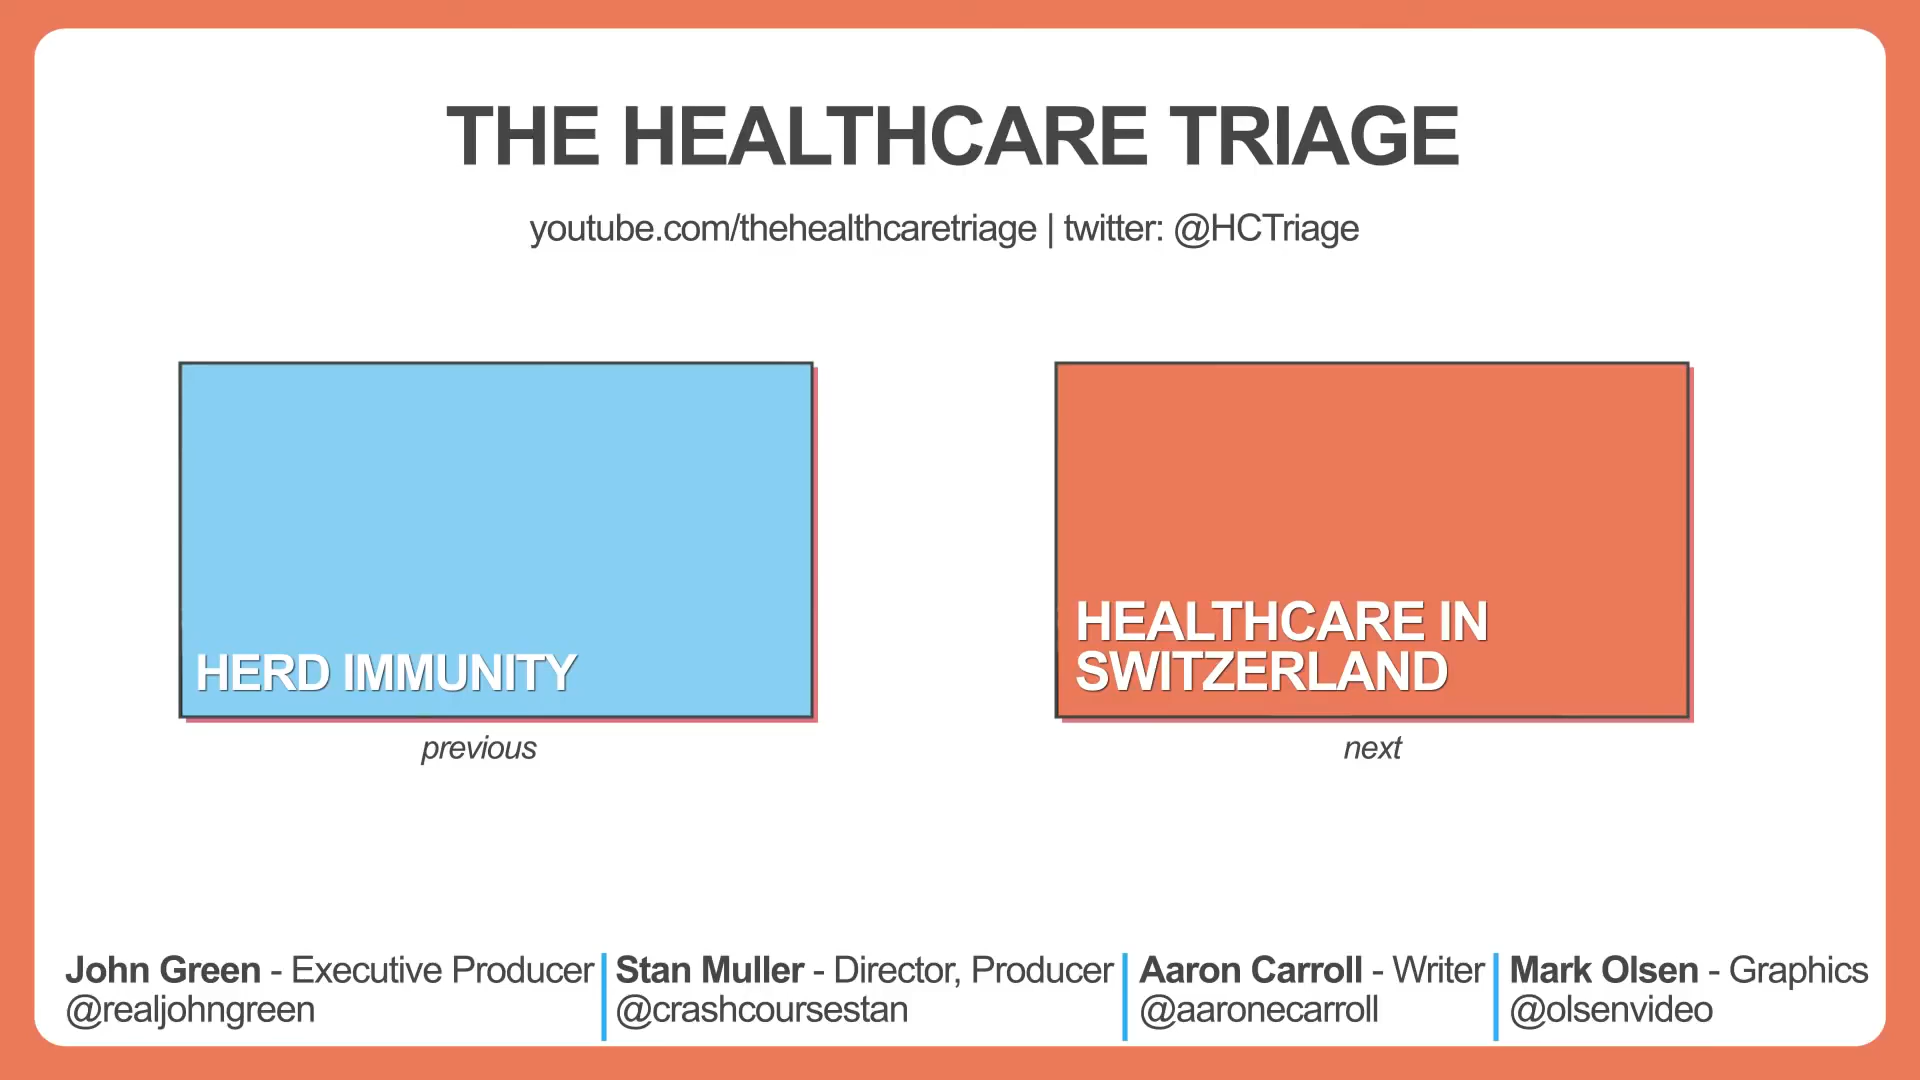 THE HEALTHCARE TRIAGE
youtube.com/thehealthcaretriage | twitter: @HCTriage
HERD IMMUNITY
previous
HEALTHCARE IN
SWITZERLAND
next
John Green - Executive Producer
@realjohngreen
Stan Muller - Director, Producer
@crashcoursestan
Aaron Carroll - Writer
@aaronecarroll
Mark Olsen - Graphics
@olsenvideo